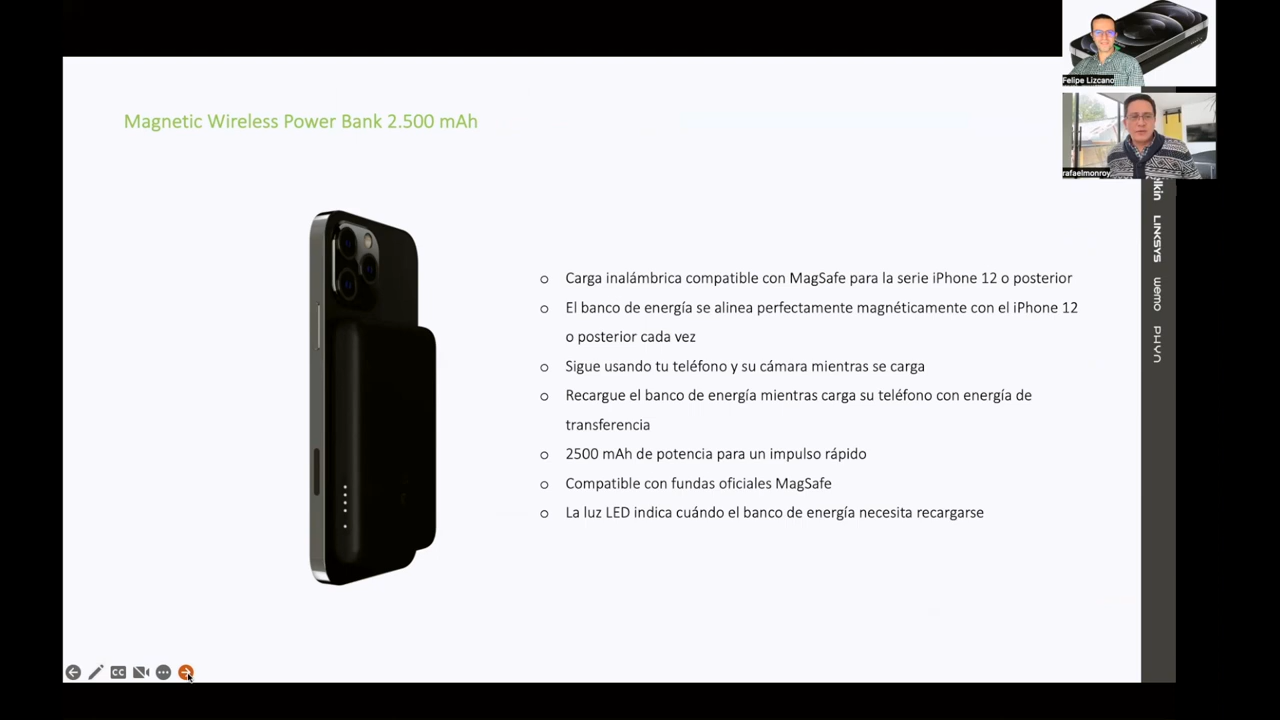 Magnetic Wireless Power Bank 2.500 mAh
Felipe Lizcano
rafaelmonroy
lkin
LINKSYS
wemo
PHYN
o Carga inalámbrica compatible con MagSafe para la serie iPhone 12 o posterior
o El banco de energía se alinea perfectamente magnéticamente con el iPhone 12
o posterior cada vez
o Sigue usando tu teléfono y su cámara mientras se carga
o Recargue el banco de energía mientras carga su teléfono con energía de
transferencia
o 2500 mAh de potencia para un impulso rápido
o Compatible con fundas oficiales MagSafe
o La luz LED indica cuándo el banco de energía necesita recargarse
CC